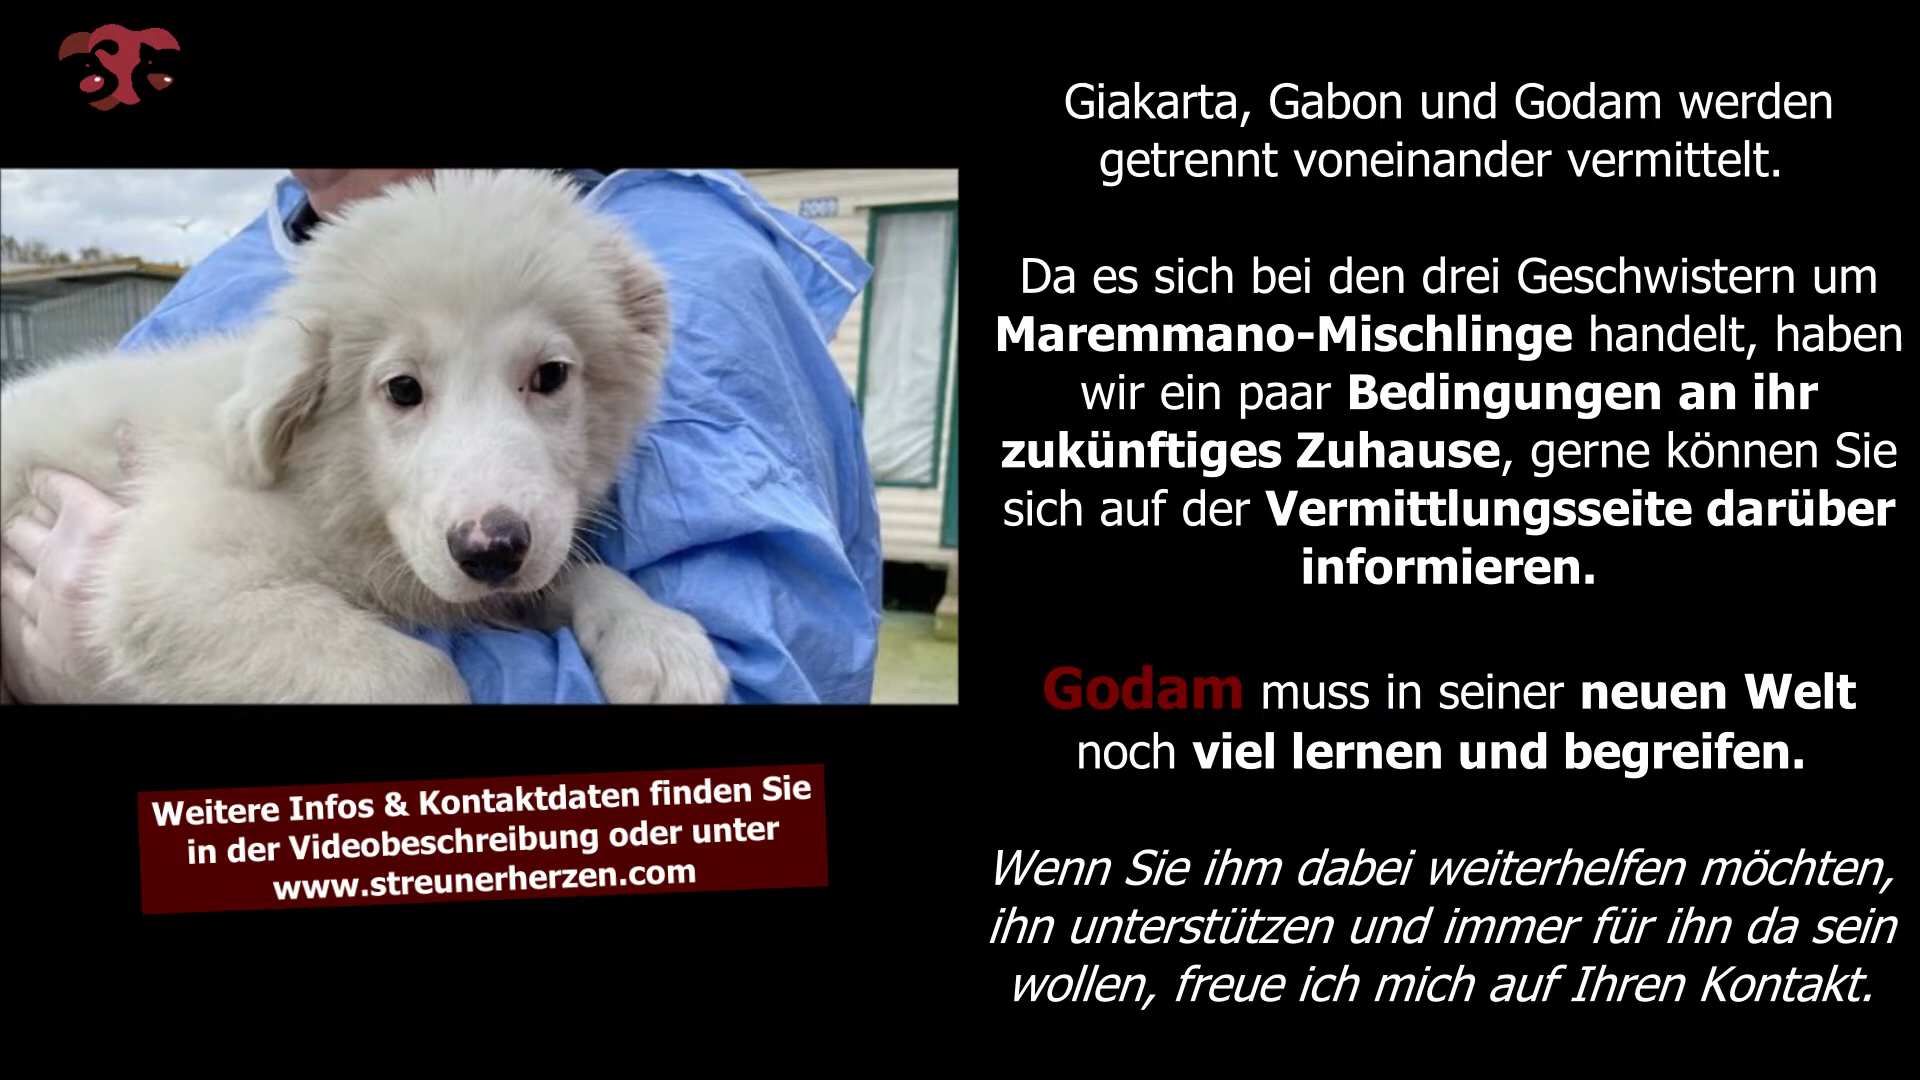 2069
Giakarta, Gabon und Godam werden
getrennt voneinander vermittelt.
Da es sich bei den drei Geschwistern um
Maremmano-Mischlinge handelt, haben
wir ein paar Bedingungen an ihr
zukünftiges Zuhause, gerne können Sie
sich auf der Vermittlungsseite darüber
informieren.
Godam muss in seiner neuen Welt
noch viel lernen und begreifen.
Wenn Sie ihm dabei weiterhelfen möchten,
ihn unterstützen und immer für ihn da sein
wollen, freue ich mich auf Ihren Kontakt.
Weitere Infos & Kontaktdaten finden Sie
in der Videobeschreibung oder unter
www.streunerherzen.com